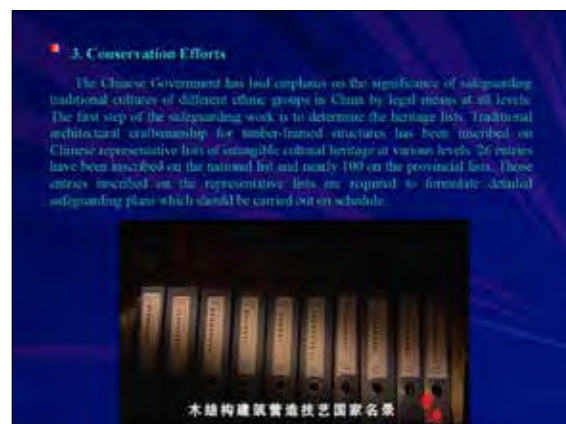 3. Conservation Efforts
The Chinese Government has laid emphasis on the significance of safeguarding
traditional cultures of different ethnic groups in China by legal means at all levels.
The first step of the safeguarding work is to determine the heritage lists. Traditional
architectural craftsmanship for timber-framed structures has been inscribed on
Chinese representative lists of intangible cultural heritage at various levels. 26 entries
have been inscribed on the national list and nearly 100 on the provincial lists. Those
entries inscribed on the representative lists are required to formulate detailed
safeguarding plans which should be carried out on schedule.
木结构建筑营造技艺国家名录